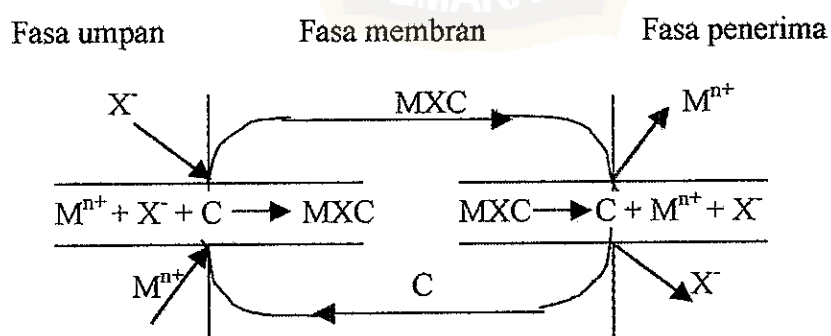 Fasa umpan Fasa membran Fasa penerima
X⁻ MXC Mⁿ⁺
Mⁿ⁺ + X⁻ + C → MXC MXC → C + Mⁿ⁺ + X⁻
Mⁿ⁺ C X⁻